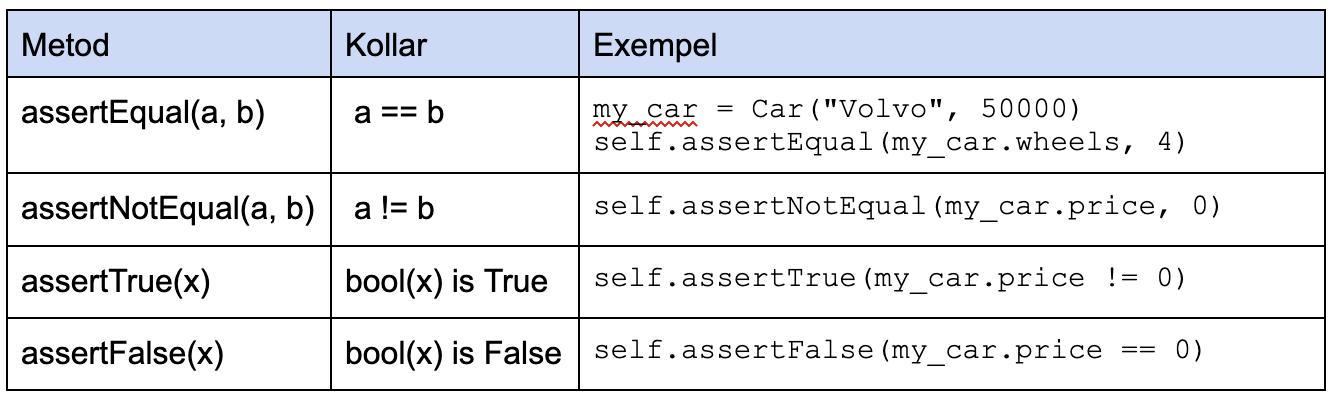 Metod Kollar Exempel
assertEqual(a, b) a == b my_car = Car("Volvo", 50000)
self.assertEqual(my_car.wheels, 4)
assertNotEqual(a, b) a != b self.assertNotEqual(my_car.price, 0)
assertTrue(x) bool(x) is True self.assertTrue(my_car.price != 0)
assertFalse(x) bool(x) is False self.assertFalse(my_car.price == 0)